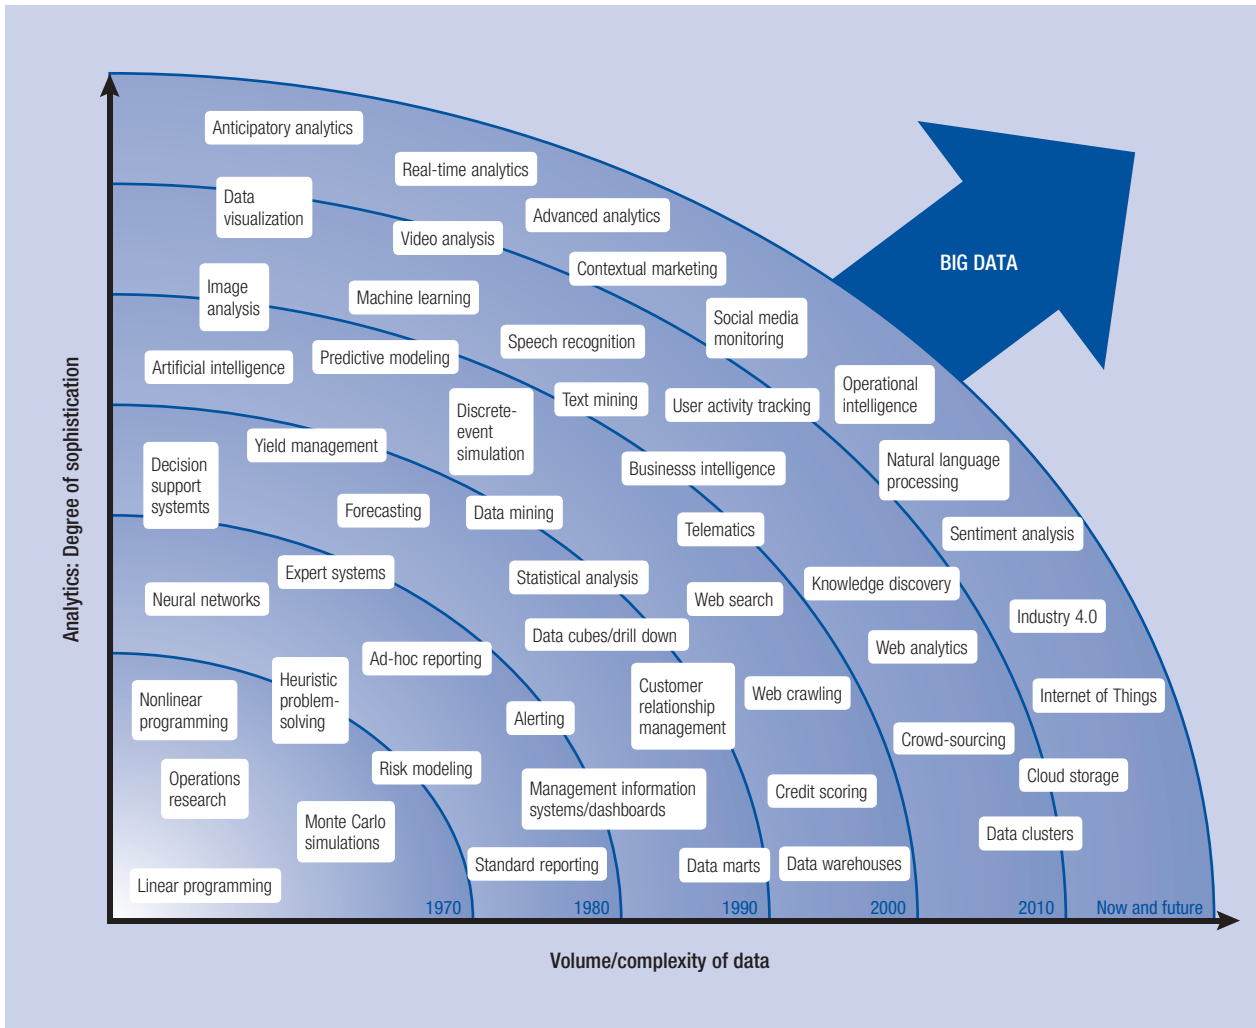 Anticipatory analytics
Real-time analytics
Data
visualization
Advanced analytics
Video analysis
BIG DATA
Contextual marketing
Image
analysis
Machine learning
Social media
monitoring
Speech recognition
Predictive modeling
Artificial intelligence
Operational
intelligence
Text mining
User activity tracking
Discrete-
event
simulation
Yield management
Decision
support
systemts
Businesss intelligence
Natural language
processing
Forecasting
Data mining
Telematics
Sentiment analysis
Expert systems
Statistical analysis
Knowledge discovery
Neural networks
Web search
Industry 4.0
Data cubes/drill down
Web analytics
Ad-hoc reporting
Heuristic
problem-
solving
Nonlinear
programming
Customer
relationship
management
Web crawling
Internet of Things
Alerting
Crowd-sourcing
Risk modeling
Cloud storage
Operations
research
Management information
systems/dashboards
Credit scoring
Monte Carlo
simulations
Data clusters
Standard reporting
Data marts
Data warehouses
Linear programming
1970
1980
1990
2000
2010
Now and future
Analytics: Degree of sophistication
Volume/complexity of data